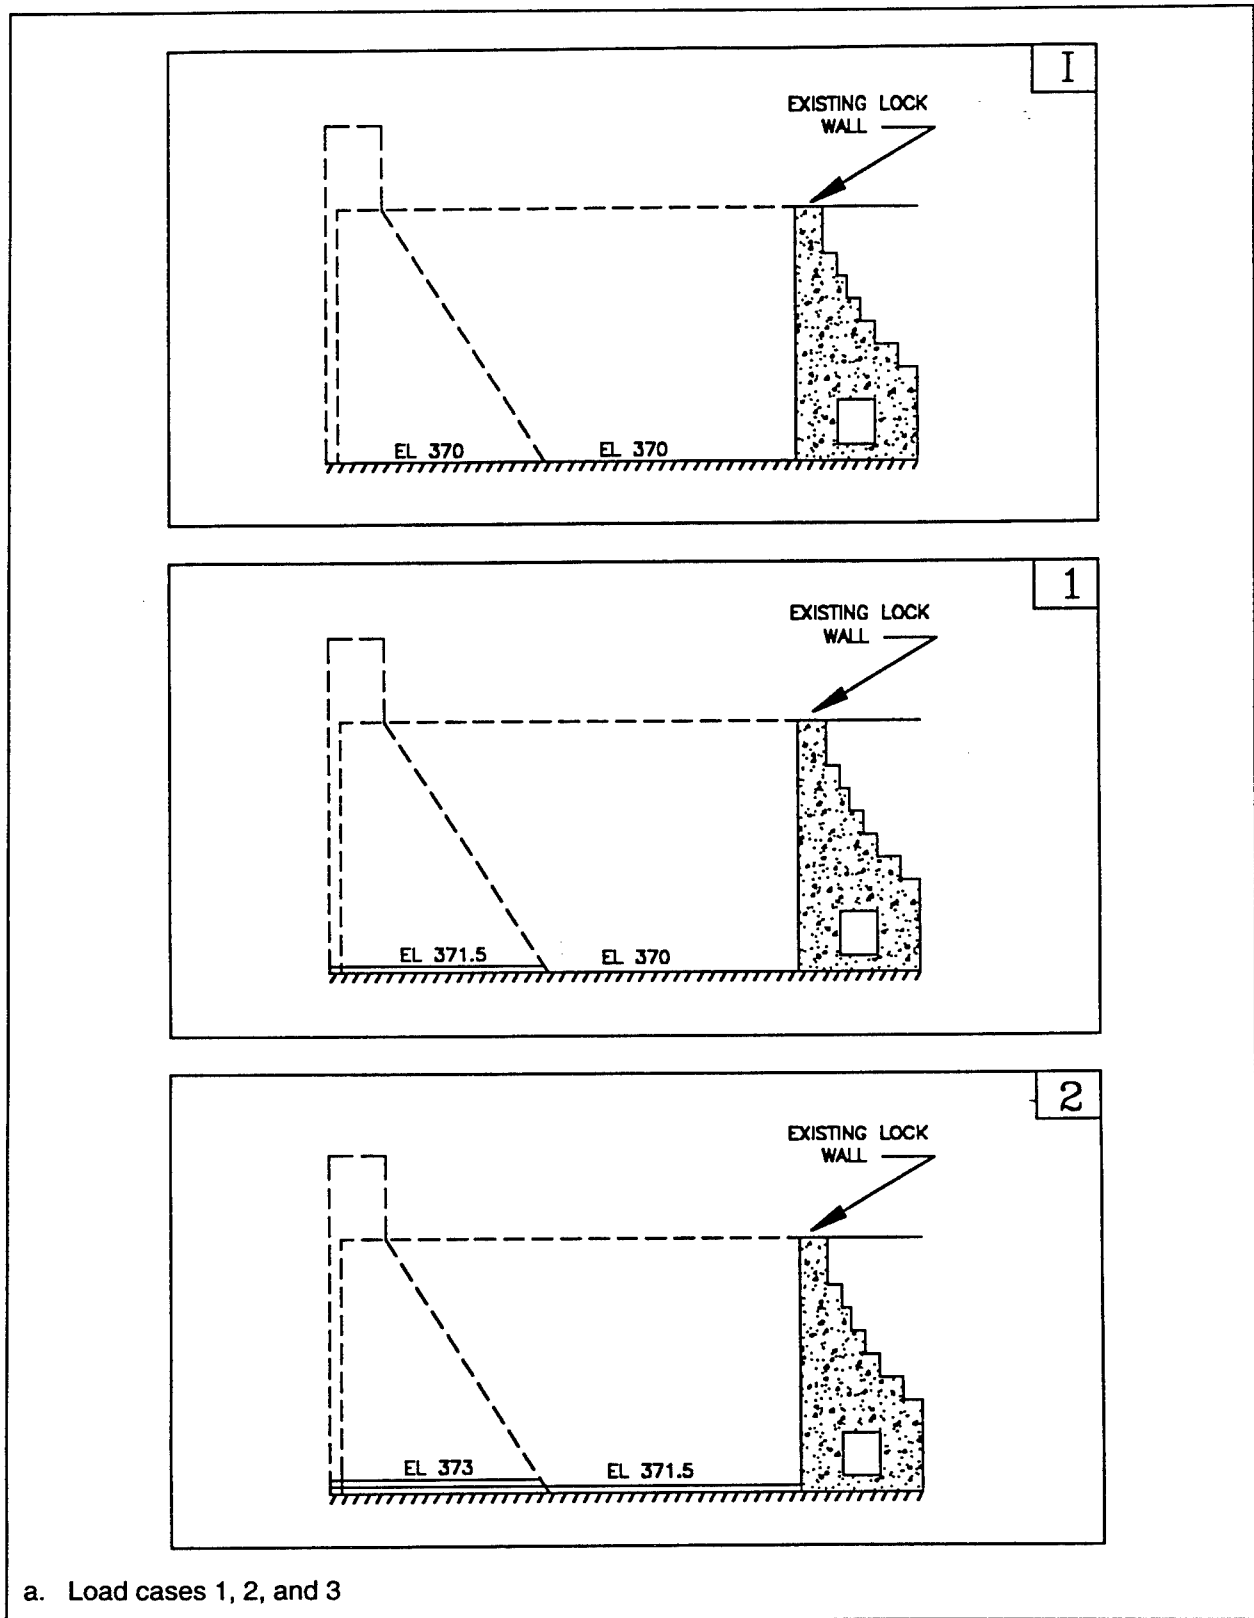 I
EXISTING LOCK
WALL
EL 370
EL 370
1
EXISTING LOCK
WALL
EL 371.5
EL 370
2
EXISTING LOCK
WALL
EL 373
EL 371.5
a. Load cases 1, 2, and 3